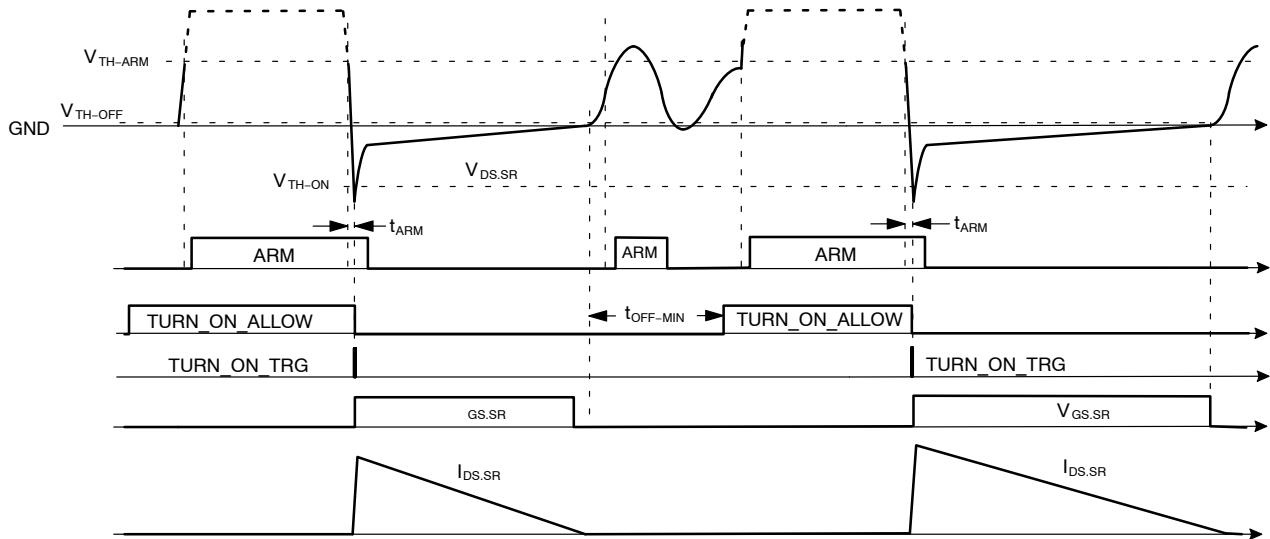 VTH−ARM
VTH−OFF
GND
VTH−ON
VDS.SR
tARM
tARM
ARM
ARM
ARM
TURN_ON_ALLOW
tOFF−MIN
TURN_ON_ALLOW
TURN_ON_TRG
TURN_ON_TRG
GS.SR
VGS.SR
IDS.SR
IDS.SR